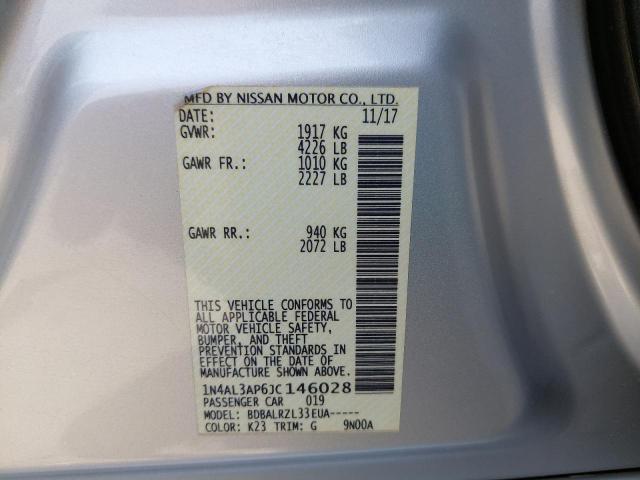 MFD BY NISSAN MOTOR CO., LTD.
DATE: 11/17
GVWR: 1917 KG
4226 LB
GAWR FR.: 1010 KG
2227 LB
GAWR RR.: 940 KG
2072 LB
THIS VEHICLE CONFORMS TO
ALL APPLICABLE FEDERAL
MOTOR VEHICLE SAFETY,
BUMPER, AND THEFT
PREVENTION STANDARDS IN
EFFECT ON THE DATE OF
MANUFACTURE SHOWN ABOVE.
1N4AL3AP6JC146028
PASSENGER CAR 019
MODEL: BDBALRZL33EUA-----
COLOR: K23 TRIM: G 9N00A